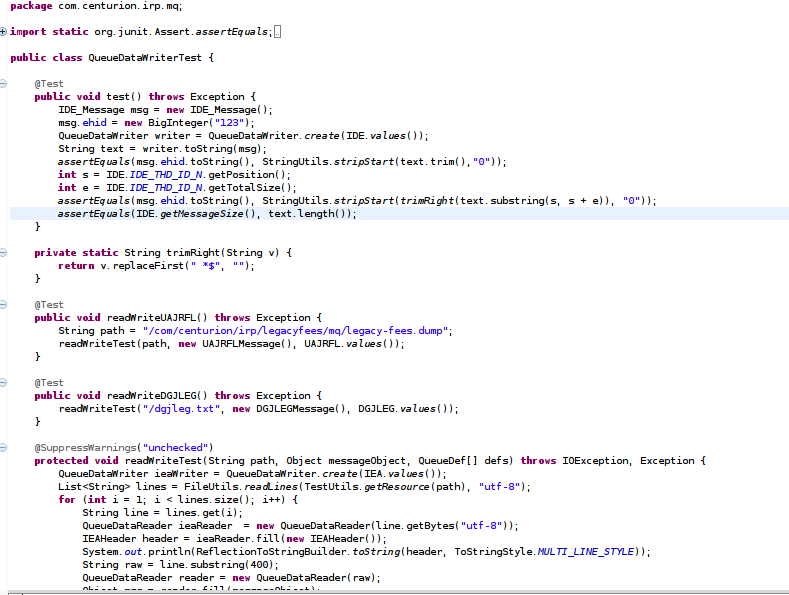 package com.centurion.irp.mq;
import static org.junit.Assert.assertEquals;
public class QueueDataWriterTest {
@Test
public void test() throws Exception {
IDE_Message msg = new IDE_Message();
msg.ehid = new BigInteger("123");
QueueDataWriter writer = QueueDataWriter.create(IDE.values());
String text = writer.toString(msg);
assertEquals(msg.ehid.toString(), StringUtils.stripStart(text.trim(),"0"));
int s = IDE.IDE_THD_ID_N.getPosition();
int e = IDE.IDE_THD_ID_N.getTotalSize();
assertEquals(msg.ehid.toString(), StringUtils.stripStart(trimRight(text.substring(s, s + e)), "0"));
assertEquals(IDE.getMessageSize(), text.length());
}
private static String trimRight(String v) {
return v.replaceFirst(" *$", "");
}
@Test
public void readWriteUAJRFL() throws Exception {
String path = "/com/centurion/irp/legacyfees/mq/legacy-fees.dump";
readWriteTest(path, new UAJRFLMessage(), UAJRFL.values());
}
@Test
public void readWriteDGJLEG() throws Exception {
readWriteTest("/dgjleg.txt", new DGJLEGMessage(), DGJLEG.values());
}
@SuppressWarnings("unchecked")
protected void readWriteTest(String path, Object messageObject, QueueDef[] defs) throws IOException, Exception {
QueueDataWriter ieaWriter = QueueDataWriter.create(IEA.values());
List<String> lines = FileUtils.readLines(TestUtils.getResource(path), "utf-8");
for (int i = 1; i < lines.size(); i++) {
String line = lines.get(i);
QueueDataReader ieaReader  = new QueueDataReader(line.getBytes("utf-8"));
IEAHeader header = ieaReader.fill(new IEAHeader());
System.out.println(ReflectionToStringBuilder.toString(header, ToStringStyle.MULTI_LINE_STYLE));
String raw = line.substring(400);
QueueDataReader reader = new QueueDataReader(raw);